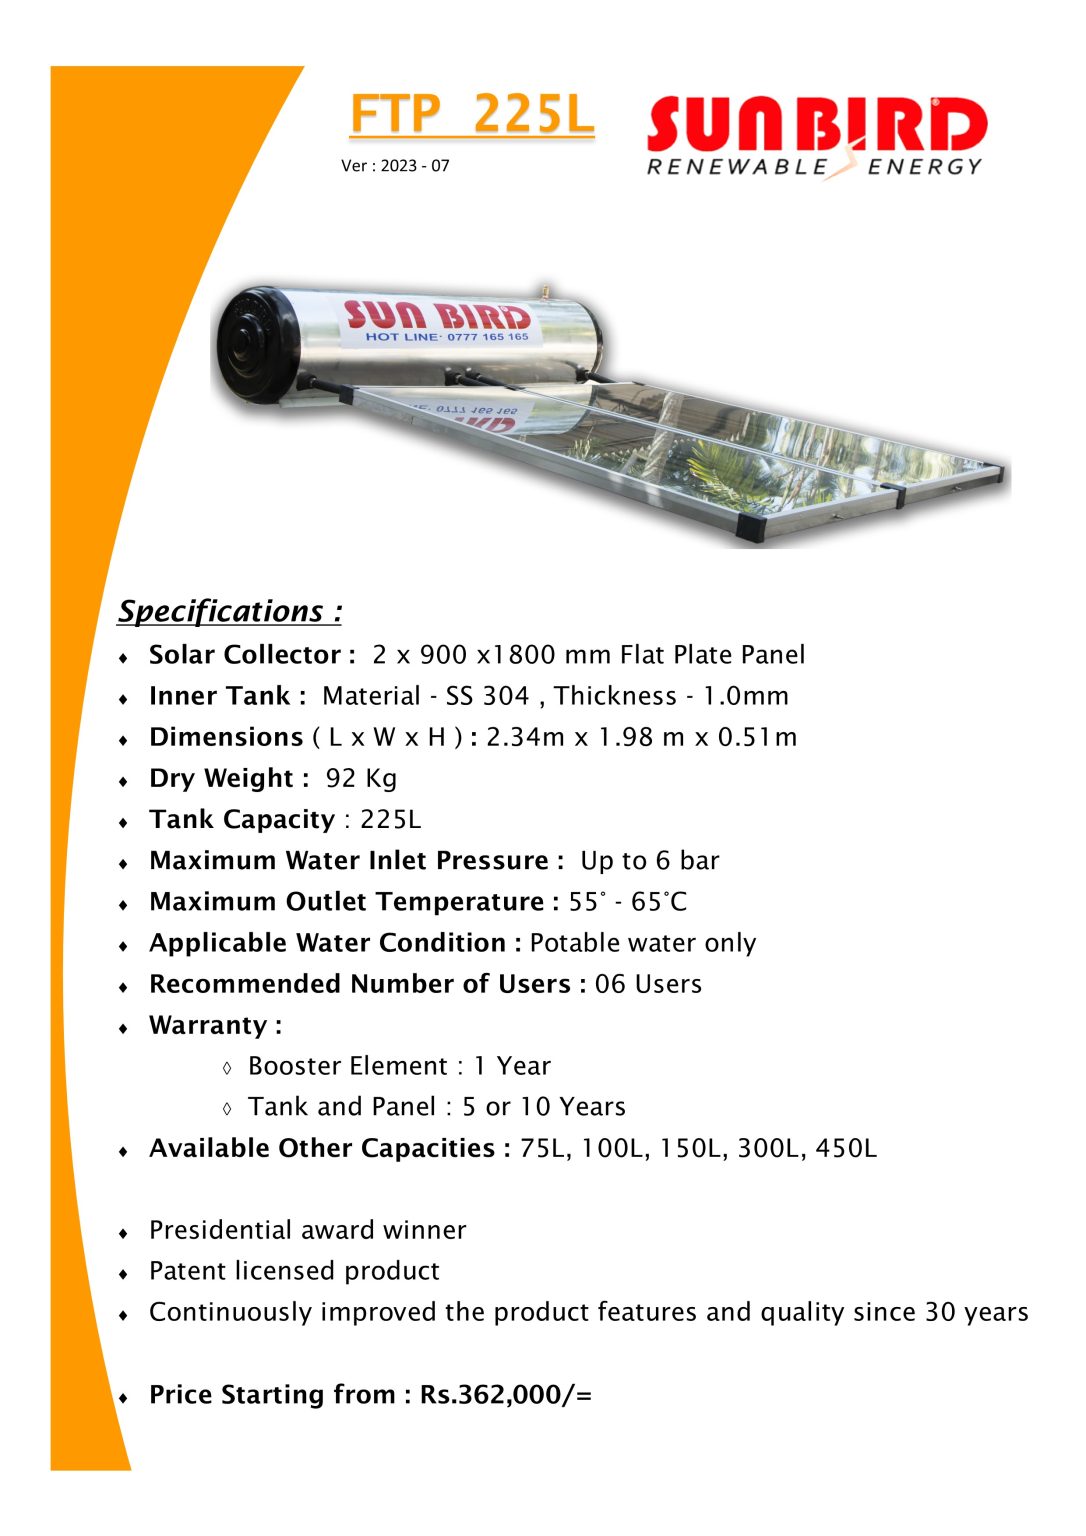 FTP 225L
Ver : 2023 - 07
SUNBIRD®
RENEWABLE ENERGY
SUN BIRD
HOT LINE: 0777 165 165
Specifications :
♦ Solar Collector : 2 x 900 x1800 mm Flat Plate Panel
♦ Inner Tank : Material - SS 304 , Thickness - 1.0mm
♦ Dimensions ( L x W x H ) : 2.34m x 1.98 m x 0.51m
♦ Dry Weight : 92 Kg
♦ Tank Capacity : 225L
♦ Maximum Water Inlet Pressure : Up to 6 bar
♦ Maximum Outlet Temperature : 55° - 65°C
♦ Applicable Water Condition : Potable water only
♦ Recommended Number of Users : 06 Users
♦ Warranty :
◊ Booster Element : 1 Year
◊ Tank and Panel : 5 or 10 Years
♦ Available Other Capacities : 75L, 100L, 150L, 300L, 450L
♦ Presidential award winner
♦ Patent licensed product
♦ Continuously improved the product features and quality since 30 years
♦ Price Starting from : Rs.362,000/=